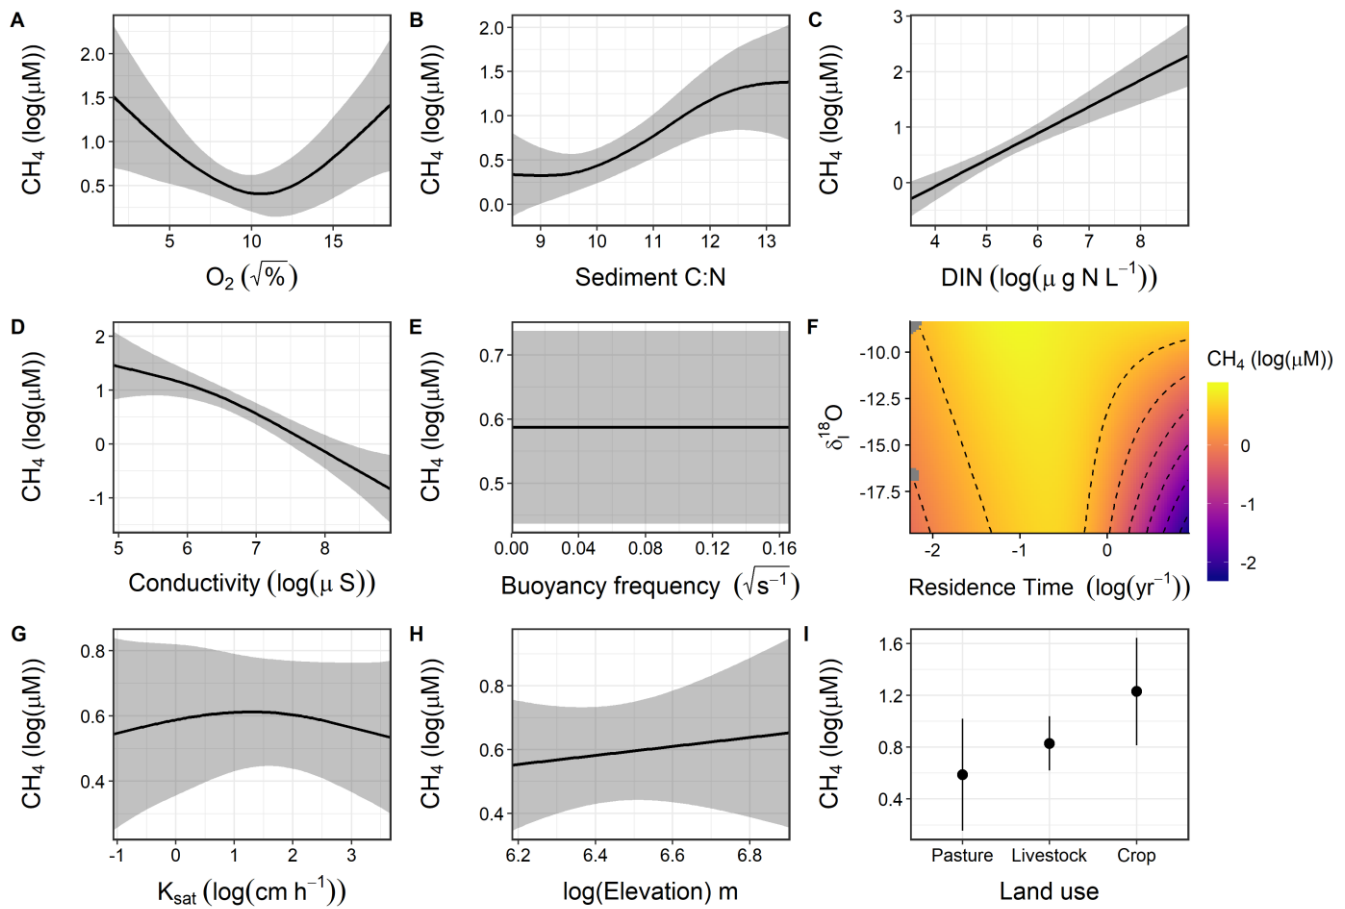 A
CH₄ (log(μM))
2.0
1.5
1.0
0.5
5 10 15
O₂ (√%)
B
CH₄ (log(μM))
2.0
1.5
1.0
0.5
0.0
9 10 11 12 13
Sediment C:N
C
CH₄ (log(μM))
3
2
1
0
4 5 6 7 8
DIN (log(μ g N L⁻¹))
D
CH₄ (log(μM))
2
1
0
-1
5 6 7 8
Conductivity (log(μ S))
E
CH₄ (log(μM))
0.7
0.6
0.5
0.00 0.04 0.08 0.12 0.16
Buoyancy frequency (√s⁻¹)
F
δᵢ¹⁸O
-10.0
-12.5
-15.0
-17.5
-2 -1 0
Residence Time (log(yr⁻¹))
CH₄ (log(μM))
0
-1
-2
G
CH₄ (log(μM))
0.8
0.6
0.4
-1 0 1 2 3
Kₛₐₜ (log(cm h⁻¹))
H
CH₄ (log(μM))
0.8
0.6
0.4
6.2 6.4 6.6 6.8
log(Elevation) m
I
CH₄ (log(μM))
1.6
1.2
0.8
0.4
Pasture Livestock Crop
Land use